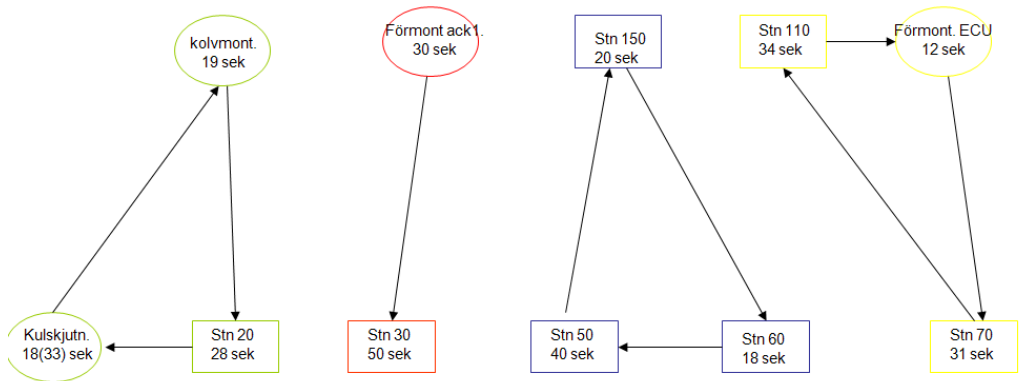 kolvmont.
19 sek
Förmont ack1.
30 sek
Stn 150
20 sek
Stn 110
34 sek
Förmont. ECU
12 sek
Kulskjutn.
18(33) sek
Stn 20
28 sek
Stn 30
50 sek
Stn 50
40 sek
Stn 60
18 sek
Stn 70
31 sek